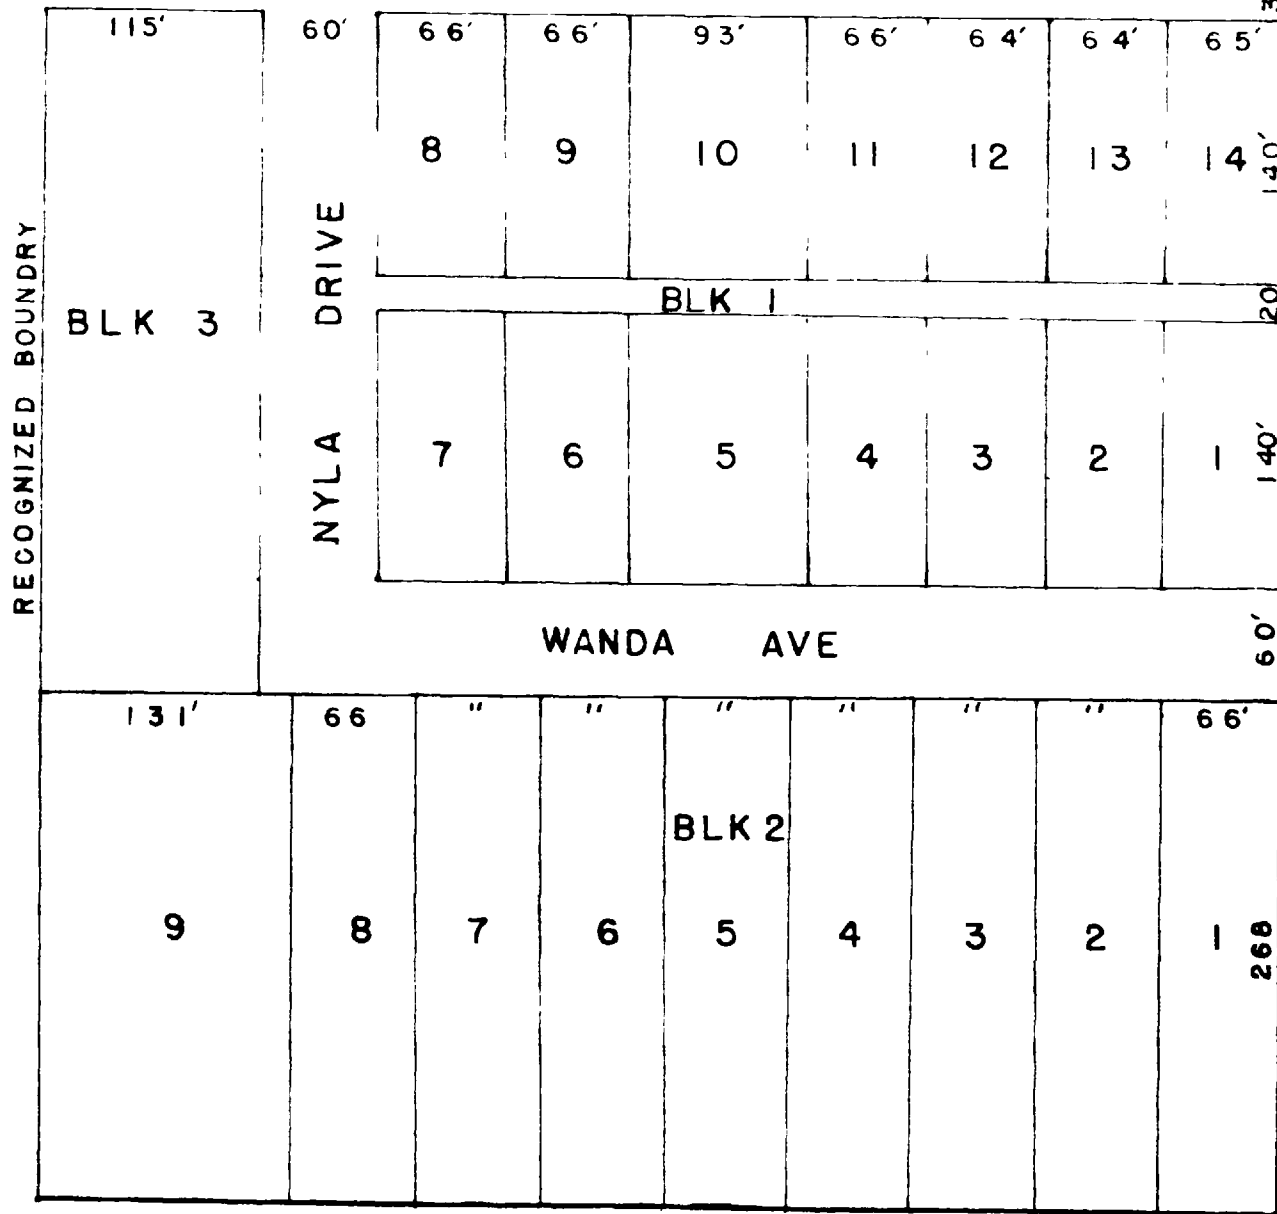 115' 60' 66' 66' 93' 66' 64' 64' 65'
8 9 10 11 12 13 14 140'
RECOGNIZED BOUNDRY
BLK 3
NYLA DRIVE
BLK 1 20
7 6 5 4 3 2 1 140'
WANDA AVE 60'
131' 66 " " " " " " 66'
BLK 2
9 8 7 6 5 4 3 2 1 268